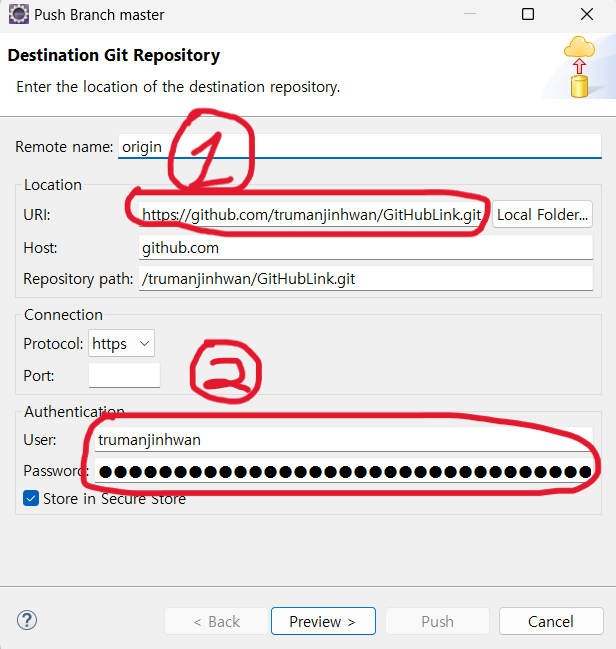 Push Branch master
Destination Git Repository
Enter the location of the destination repository.
Remote name: origin
1
Location
URI: https://github.com/trumanjinhwan/GitHubLink.git Local Folder...
Host: github.com
Repository path: /trumanjinhwan/GitHubLink.git
Connection
Protocol: https
Port:
2
Authentication
User: trumanjinhwan
Password: ●●●●●●●●●●●●●●●●●●●●●●●●●●●●●●●●●
Store in Secure Store
? < Back Preview > Push Cancel